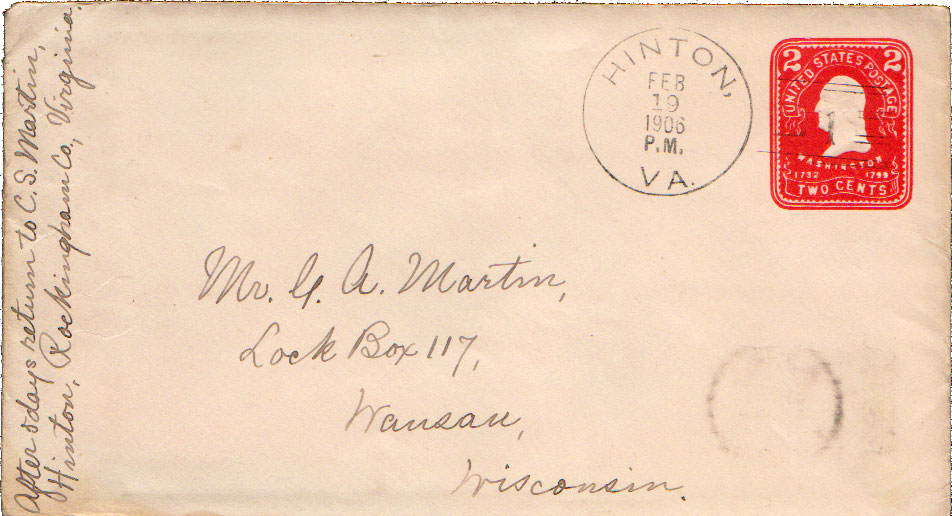 After 5 days return to C. S. Martin,
Hinton, Rockingham Co., Virginia.
HINTON,
FEB
19
1906
P.M.
VA.
2 2
UNITED STATES POSTAGE
WASHINGTON
1732 1799
TWO CENTS
1
Mr. G. A. Martin,
Lock Box 117,
Wausau,
Wisconsin.